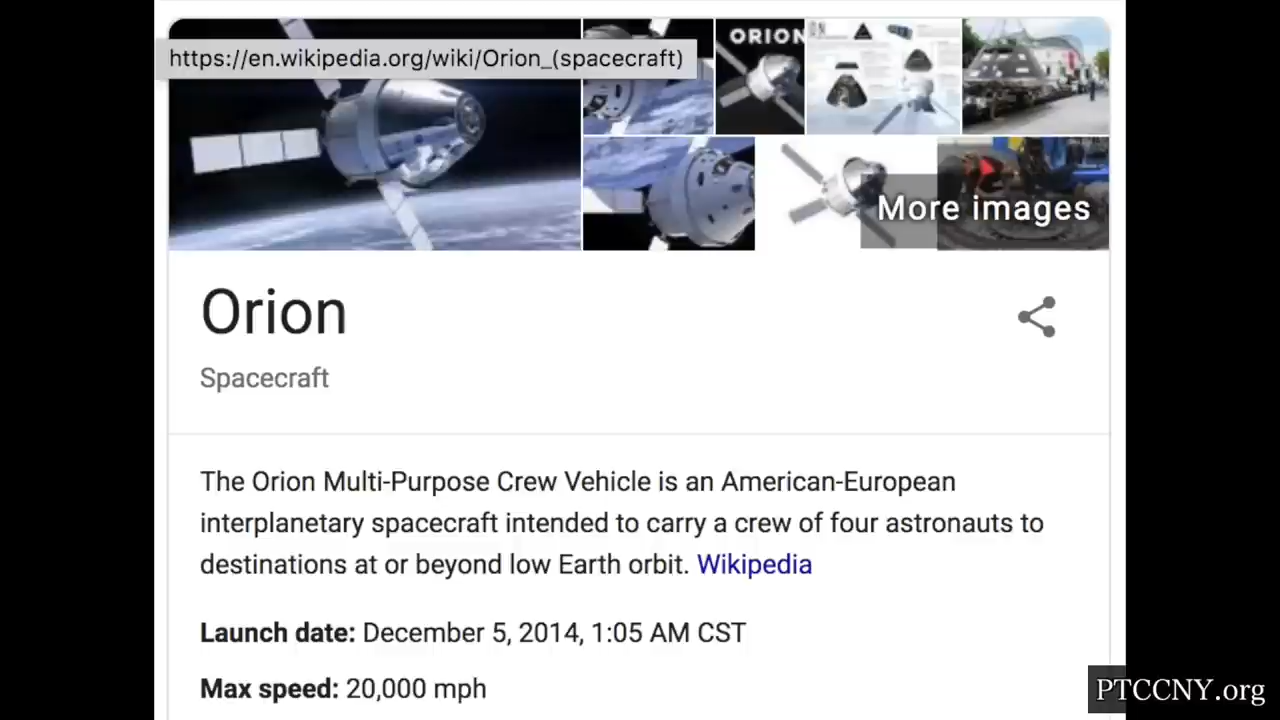 https://en.wikipedia.org/wiki/Orion_(spacecraft)
ORION
More images
Orion
Spacecraft
The Orion Multi-Purpose Crew Vehicle is an American-European
interplanetary spacecraft intended to carry a crew of four astronauts to
destinations at or beyond low Earth orbit. Wikipedia
Launch date: December 5, 2014, 1:05 AM CST
Max speed: 20,000 mph
PTCCNY.org